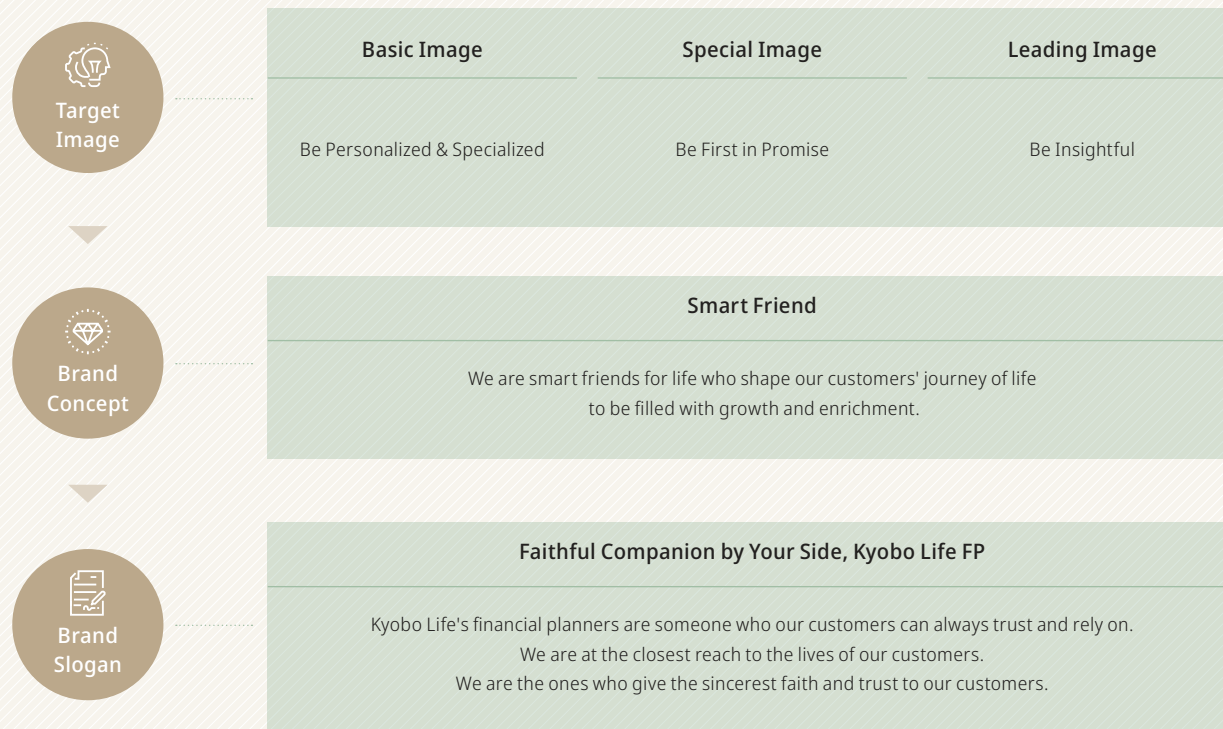 Target
Image
Basic Image
Special Image
Leading Image
Be Personalized & Specialized
Be First in Promise
Be Insightful
Brand
Concept
Smart Friend
We are smart friends for life who shape our customers' journey of life
to be filled with growth and enrichment.
Brand
Slogan
Faithful Companion by Your Side, Kyobo Life FP
Kyobo Life's financial planners are someone who our customers can always trust and rely on.
We are at the closest reach to the lives of our customers.
We are the ones who give the sincerest faith and trust to our customers.